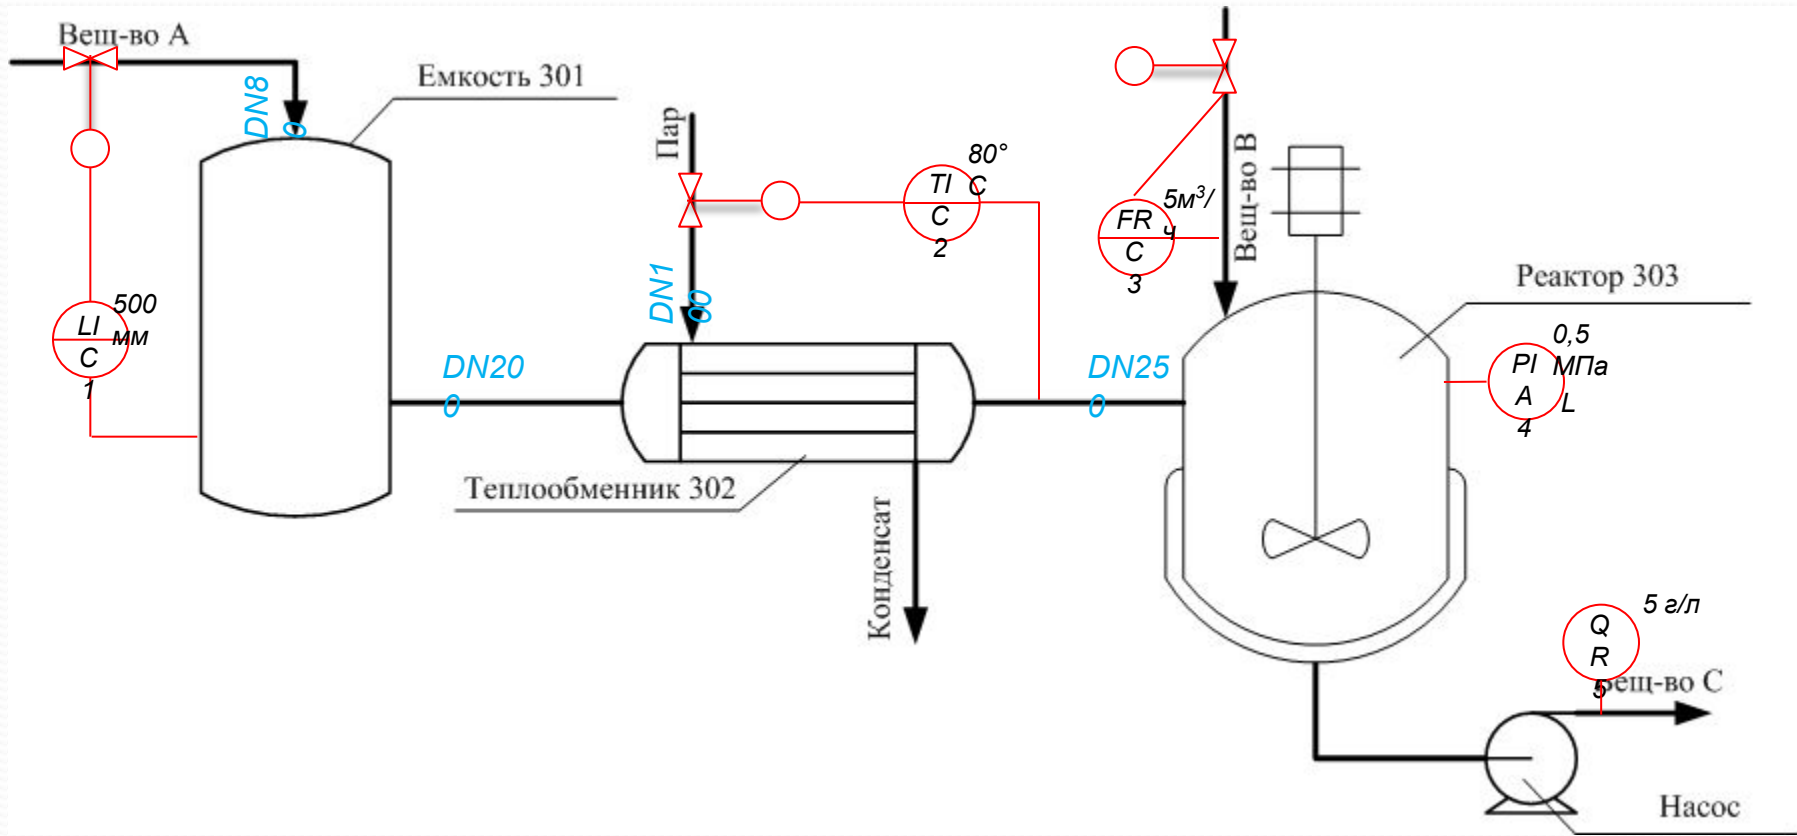 Вещ-во А
DN8
0
Емкость 301
LI
C
1
500
мм
Пар
DN1
00
TI
C
2
80°
C
DN20
0
Теплообменник 302
Конденсат
DN25
0
FR
C
3
5м³/
ч
Вещ-во В
Реактор 303
PI
A
4
0,5
МПа
L
Q
R
5
5 г/л
Вещ-во С
Насос